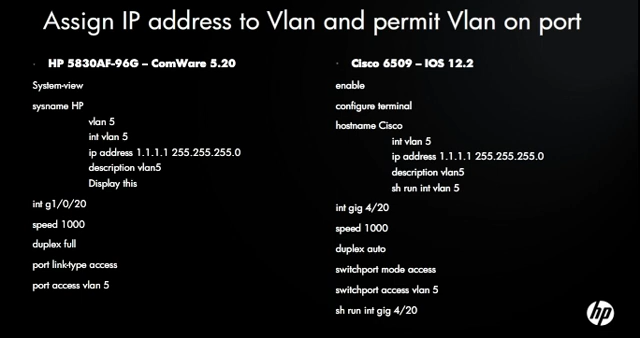 Assign IP address to Vlan and permit Vlan on port
HP 5830AF-96G – ComWare 5.20
System-view
sysname HP
vlan 5
int vlan 5
ip address 1.1.1.1 255.255.255.0
description vlan5
Display this
int g1/0/20
speed 1000
duplex full
port link-type access
port access vlan 5
Cisco 6509 – IOS 12.2
enable
configure terminal
hostname Cisco
int vlan 5
ip address 1.1.1.1 255.255.255.0
description vlan5
sh run int vlan 5
int gig 4/20
speed 1000
duplex auto
switchport mode access
switchport access vlan 5
sh run int gig 4/20
hp